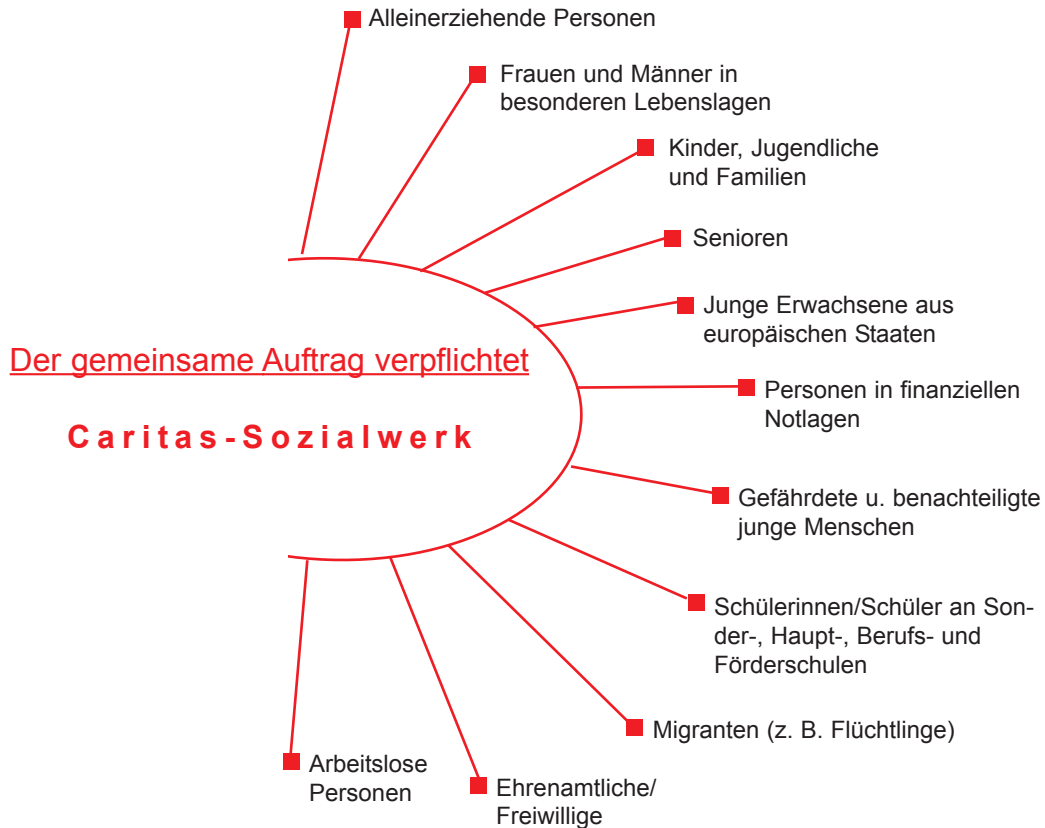 Alleinerziehende Personen
Frauen und Männer in
besonderen Lebenslagen
Kinder, Jugendliche
und Familien
Senioren
Junge Erwachsene aus
europäischen Staaten
Der gemeinsame Auftrag verpflichtet
Caritas-Sozialwerk
Personen in finanziellen
Notlagen
Gefährdete u. benachteiligte
junge Menschen
Schülerinnen/Schüler an Son-
der-, Haupt-, Berufs- und
Förderschulen
Migranten (z. B. Flüchtlinge)
Arbeitslose
Personen
Ehrenamtliche/
Freiwillige